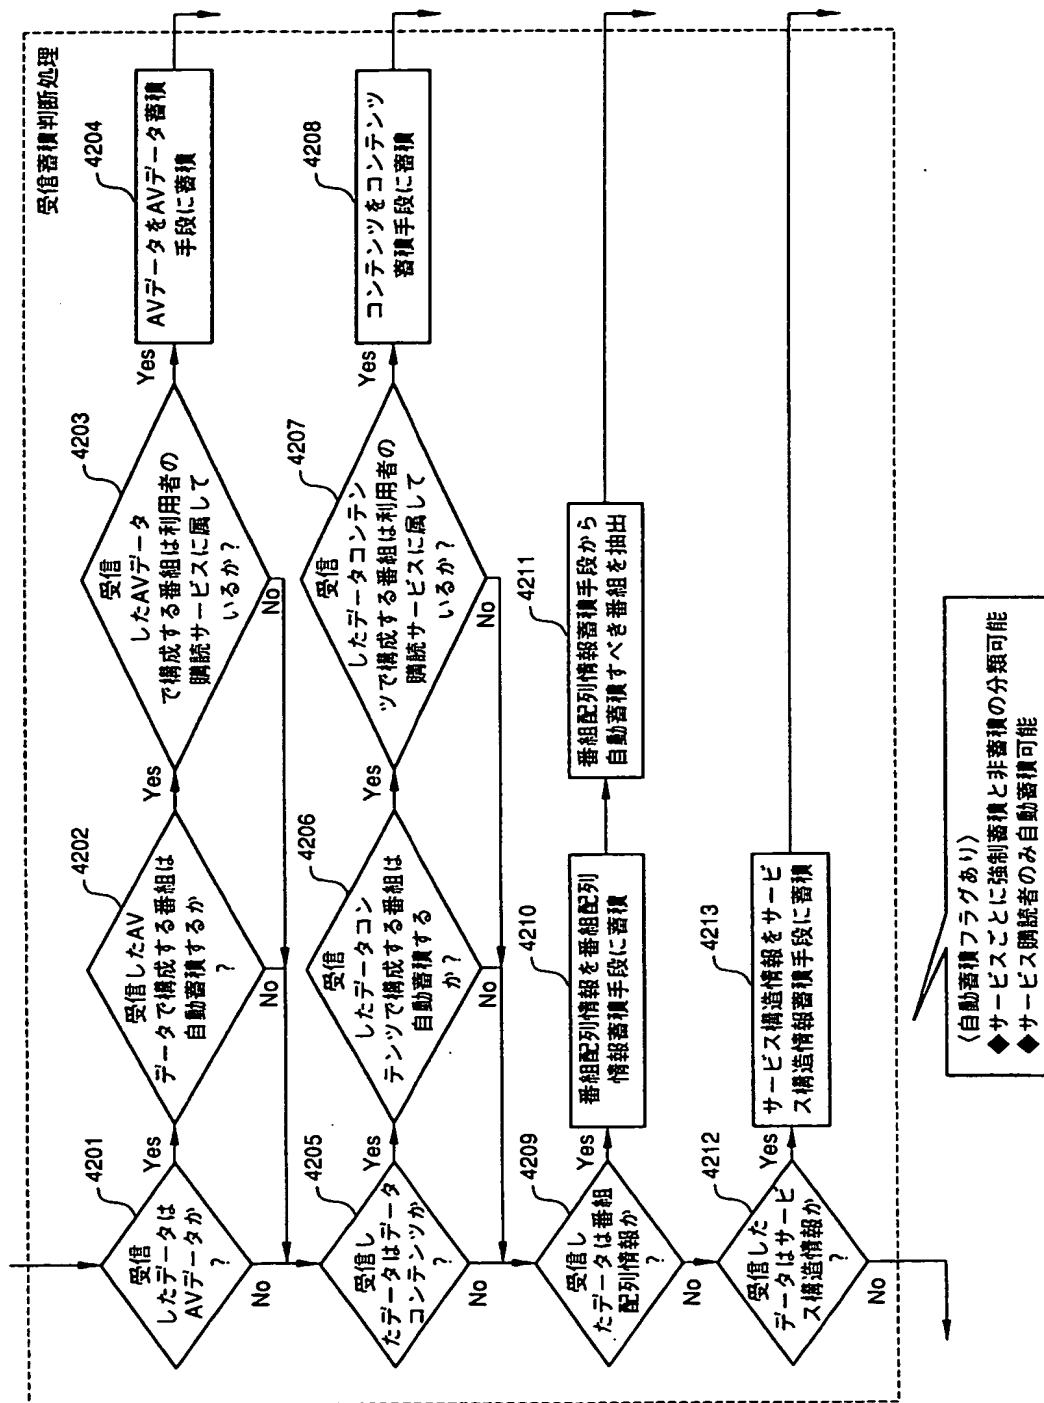 受信蓄積判断処理
4201
受信
したデータは
AVデータか
?
Yes
No
4202
受信したAV
データで構成する番組は
自動蓄積するか
?
Yes
No
4203
受信
したAVデータ
で構成する番組は利用者の
購読サービスに属して
いるか?
Yes
No
4204
AVデータをAVデータ蓄積
手段に蓄積
4205
受信し
たデータはデータ
コンテンツか
?
Yes
No
4206
受信
したデータコン
テンツで構成する番組は
自動蓄積する
か?
Yes
No
4207
受信
したデータコンテン
ツで構成する番組は利用者の
購読サービスに属して
いるか?
Yes
No
4208
コンテンツをコンテンツ
蓄積手段に蓄積
4209
受信し
たデータは番組
配列情報か
?
Yes
No
4210
番組配列情報を番組配列
情報蓄積手段に蓄積
4211
番組配列情報蓄積手段から
自動蓄積すべき番組を抽出
4212
受信した
データはサービ
ス構造情報か
?
Yes
No
4213
サービス構造情報をサービ
ス構造情報蓄積手段に蓄積
〈自動蓄積フラグあり〉
◆サービスごとに強制蓄積と非蓄積の分類可能
◆サービス購読者のみ自動蓄積可能